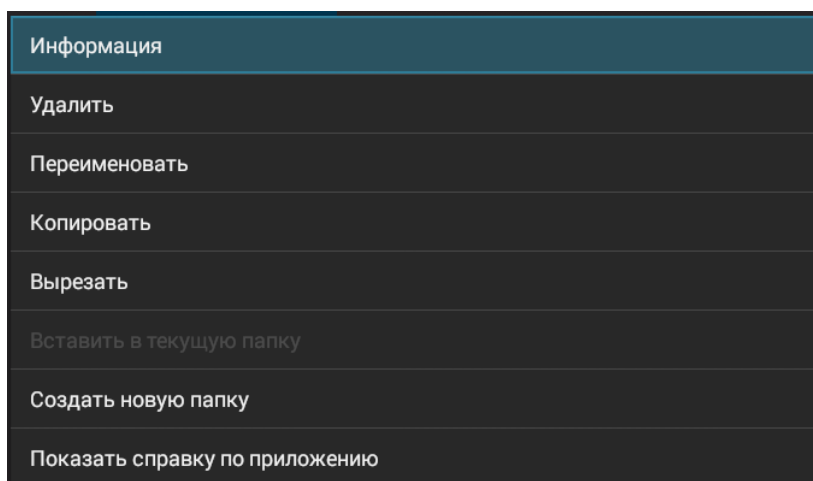 Информация
Удалить
Переименовать
Копировать
Вырезать
Вставить в текущую папку
Создать новую папку
Показать справку по приложению